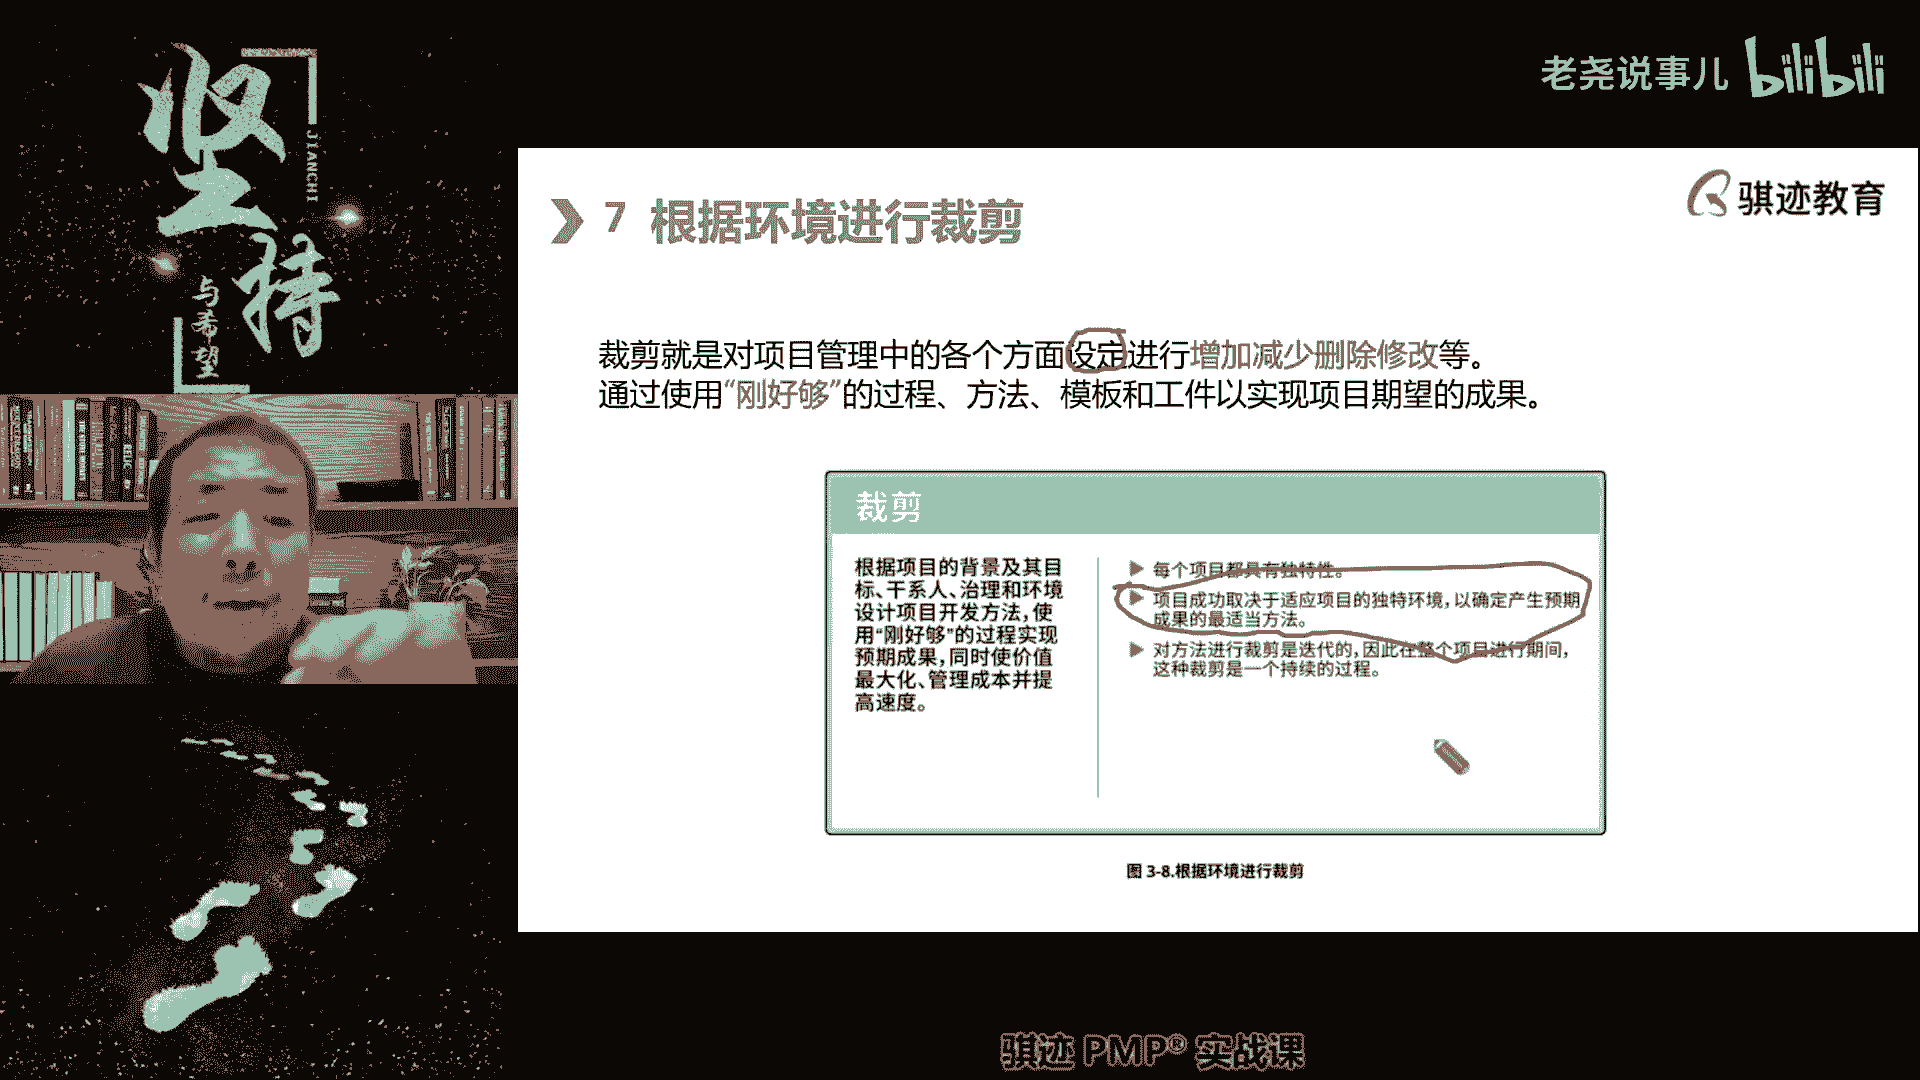 坚持
JIANCHI
与希望
老尧说事儿 bilibili
骐迹教育
7 根据环境进行裁剪
裁剪就是对项目管理中的各个方面设定进行增加减少删除修改等。
通过使用“刚好够”的过程、方法、模板和工件以实现项目期望的成果。
裁剪
根据项目的背景及其目
标、干系人、治理和环境
设计项目开发方法,使
用“刚好够”的过程实现
预期成果,同时使价值
最大化、管理成本并提
高速度。
每个项目都具有独特性。
项目成功取决于适应项目的独特环境,以确定产生预期
成果的最适当方法。
对方法进行裁剪是迭代的,因此在整个项目进行期间,
这种裁剪是一个持续的过程。
图 3-8.根据环境进行裁剪
骐迹 PMP® 实战课